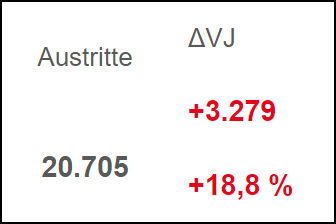 Austritte
ΔVJ
20.705
+3.279
+18,8 %